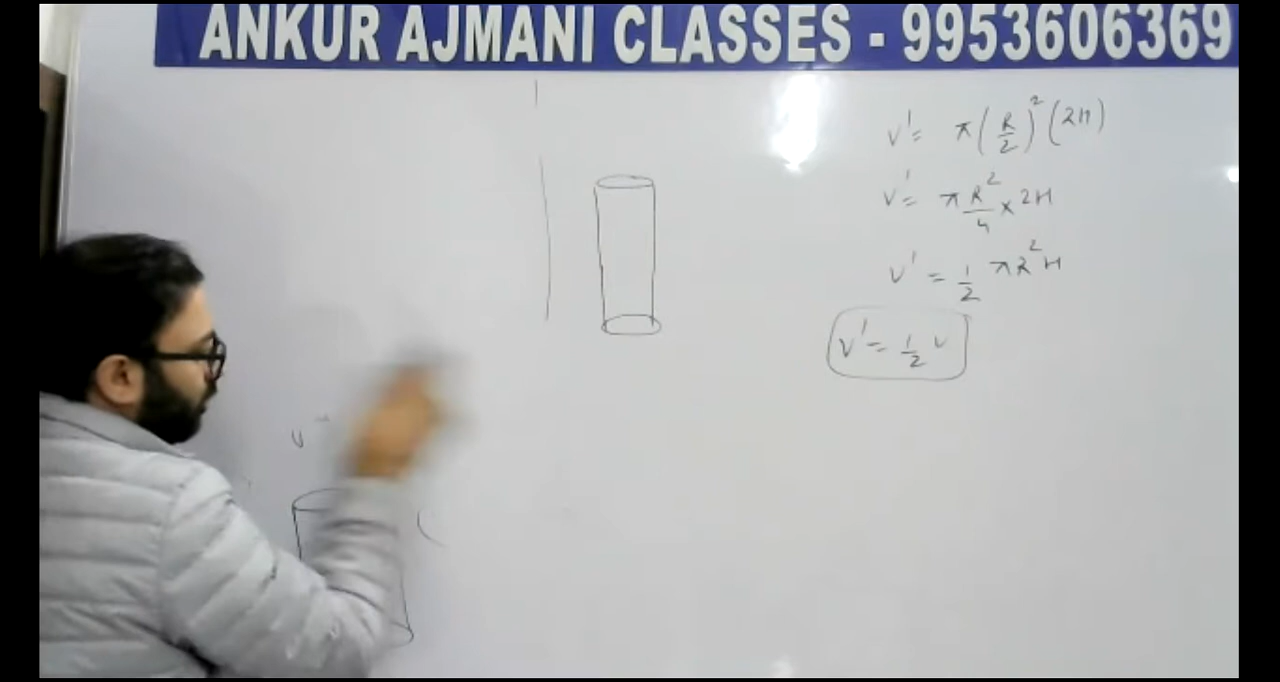 ANKUR AJMANI CLASSES - 9953606369
V' = π(R/2)²(2H)
V' = πR²/4 × 2H
V' = 1/2 πR²H
V' = 1/2 V